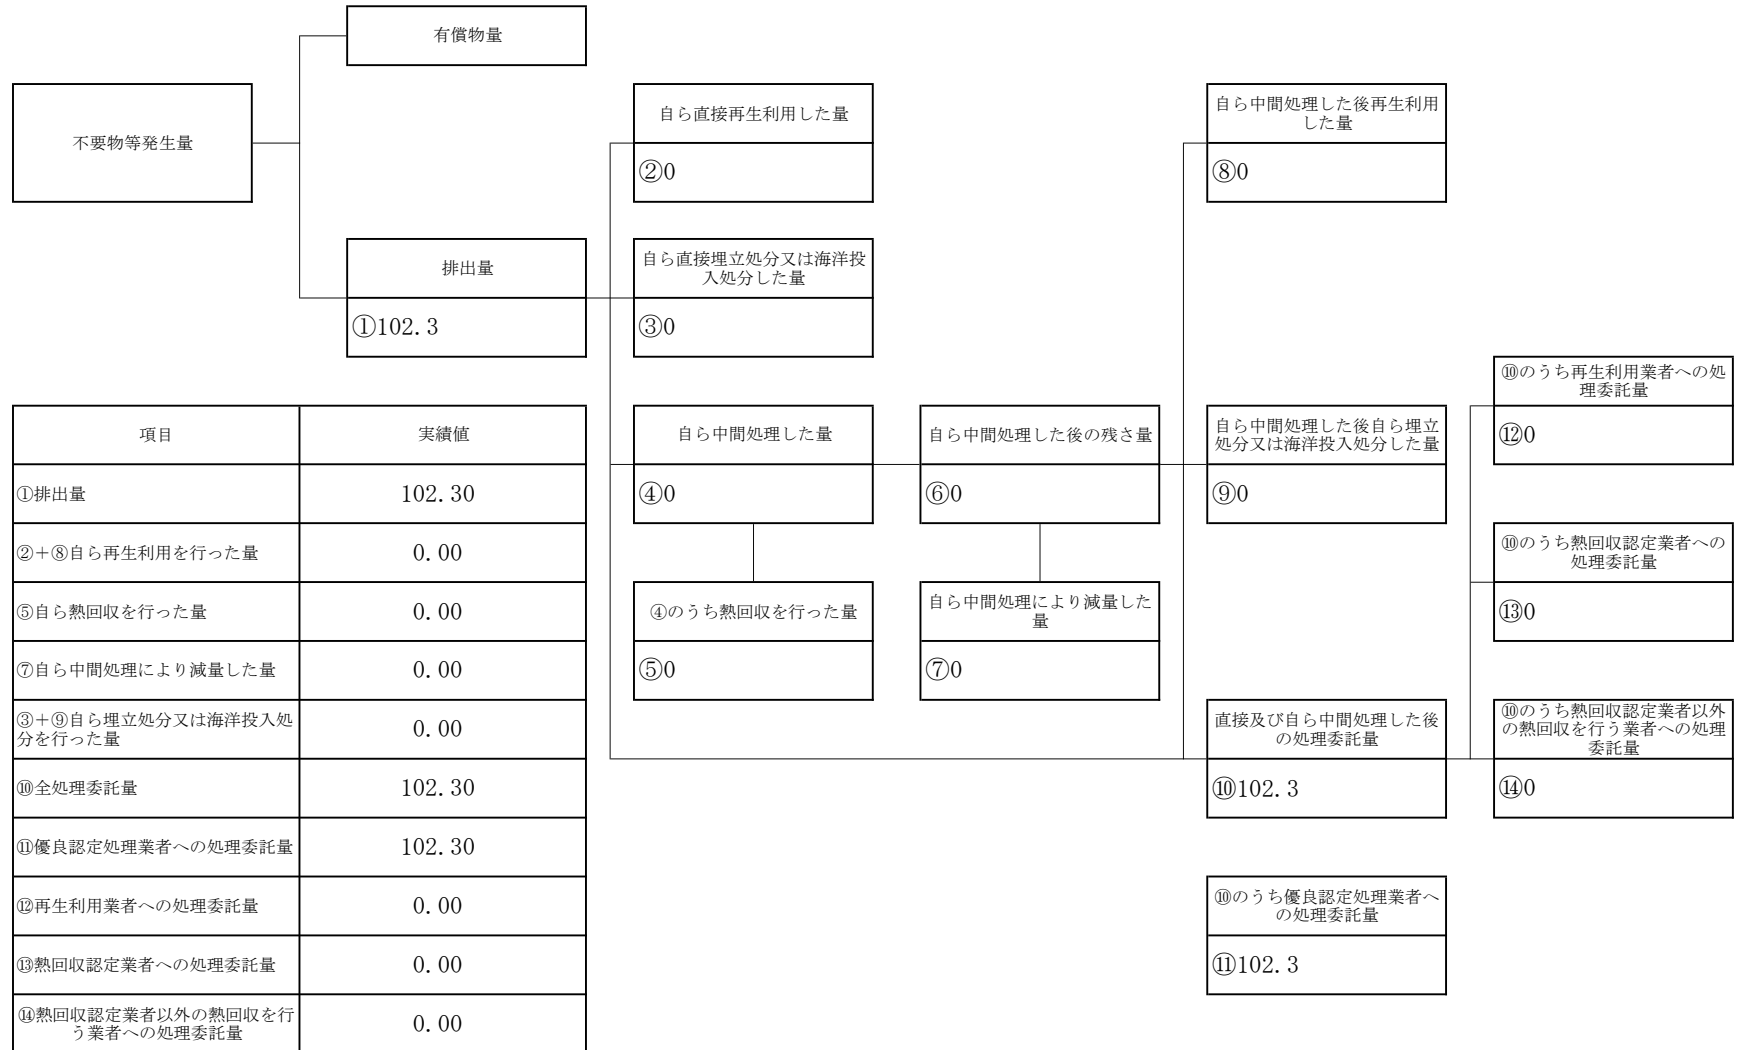 有償物量
不要物等発生量
自ら直接再生利用した量
②0
自ら中間処理した後再生利用
した量
⑧0
排出量
①102.3
自ら直接埋立処分又は海洋投
入処分した量
③0
⑩のうち再生利用業者への処
理委託量
⑫0
自ら中間処理した量
④0
自ら中間処理した後の残さ量
⑥0
自ら中間処理した後自ら埋立
処分又は海洋投入処分した量
⑨0
⑩のうち熱回収認定業者への
処理委託量
⑬0
④のうち熱回収を行った量
⑤0
自ら中間処理により減量した
量
⑦0
直接及び自ら中間処理した後
の処理委託量
⑩102.3
⑩のうち熱回収認定業者以外
の熱回収を行う業者への処理
委託量
⑭0
⑩のうち優良認定処理業者へ
の処理委託量
⑪102.3
項目 実績値
①排出量 102.30
②+⑧自ら再生利用を行った量 0.00
⑤自ら熱回収を行った量 0.00
⑦自ら中間処理により減量した量 0.00
③+⑨自ら埋立処分又は海洋投入処
分を行った量 0.00
⑩全処理委託量 102.30
⑪優良認定処理業者への処理委託量 102.30
⑫再生利用業者への処理委託量 0.00
⑬熱回収認定業者への処理委託量 0.00
⑭熱回収認定業者以外の熱回収を行
う業者への処理委託量 0.00